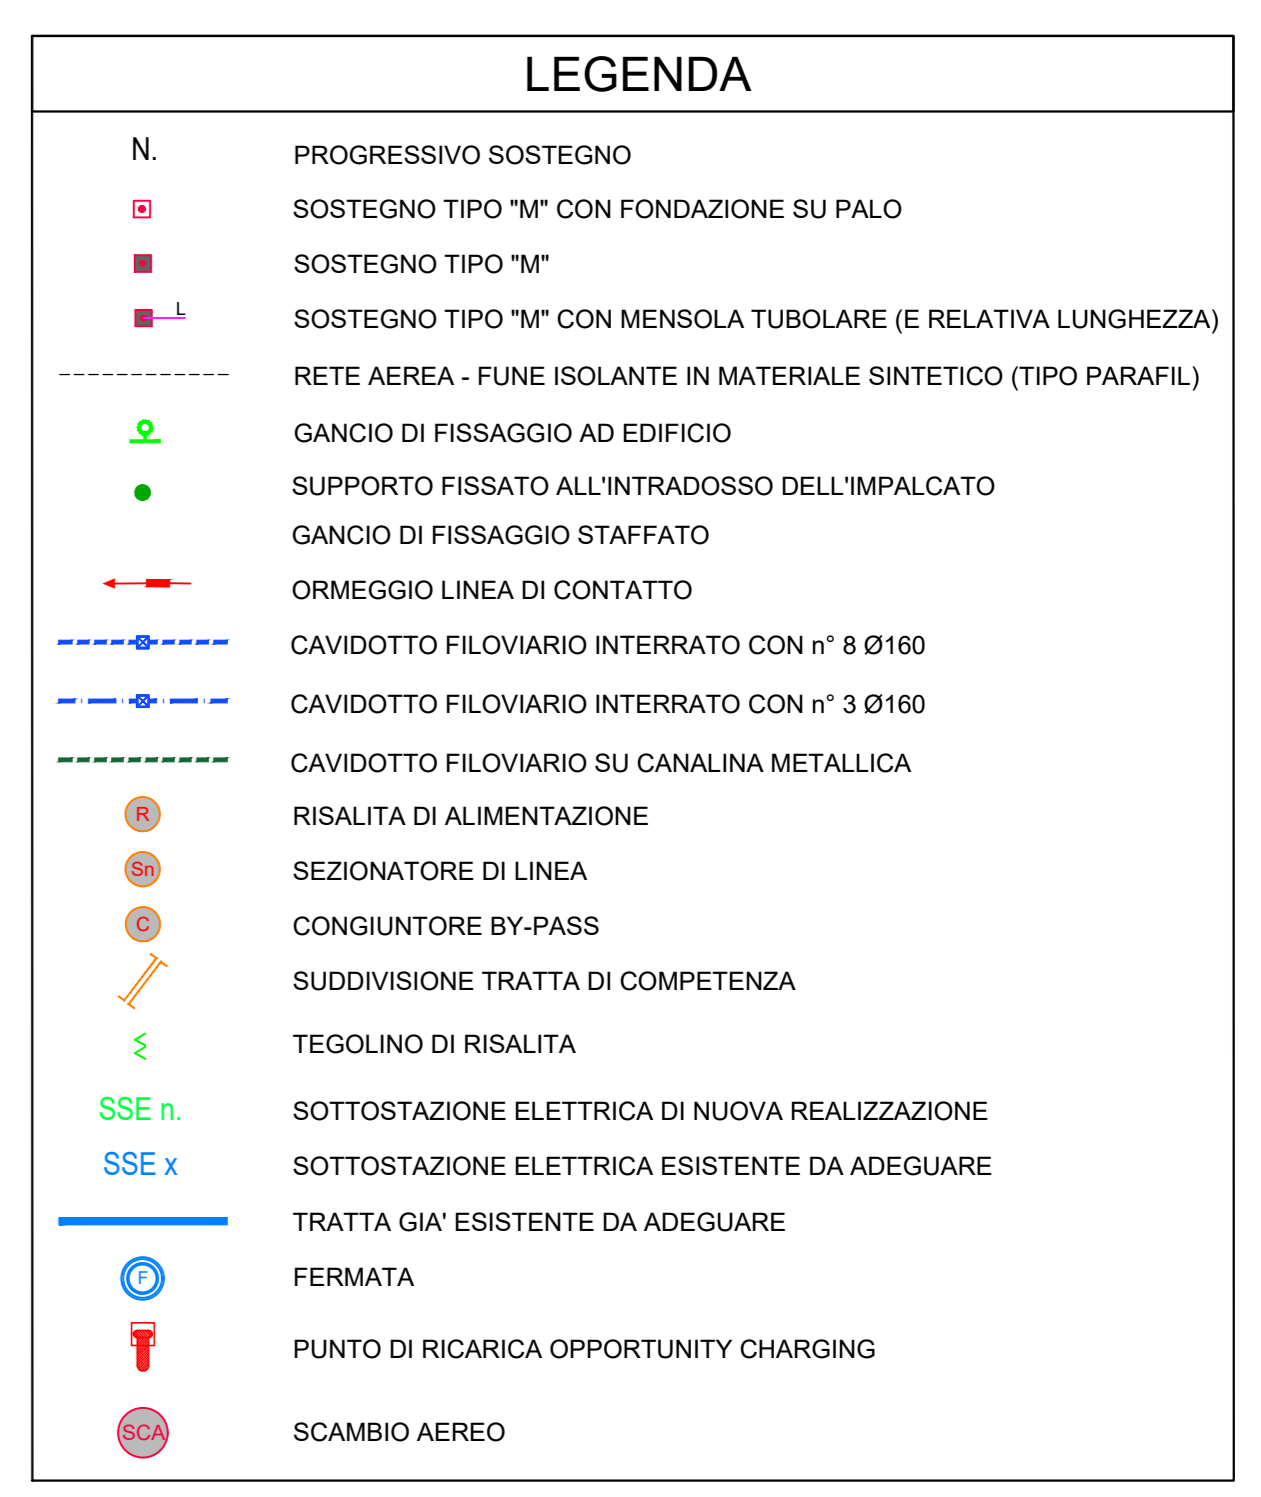 LEGENDA
N. PROGRESSIVO SOSTEGNO
SOSTEGNO TIPO "M" CON FONDAZIONE SU PALO
SOSTEGNO TIPO "M"
L SOSTEGNO TIPO "M" CON MENSOLA TUBOLARE (E RELATIVA LUNGHEZZA)
RETE AEREA - FUNE ISOLANTE IN MATERIALE SINTETICO (TIPO PARAFIL)
GANCIO DI FISSAGGIO AD EDIFICIO
SUPPORTO FISSATO ALL'INTRADOSSO DELL'IMPALCATO
GANCIO DI FISSAGGIO STAFFATO
ORMEGGIO LINEA DI CONTATTO
CAVIDOTTO FILOVIARIO INTERRATO CON n° 8 Ø160
CAVIDOTTO FILOVIARIO INTERRATO CON n° 3 Ø160
CAVIDOTTO FILOVIARIO SU CANALINA METALLICA
R RISALITA DI ALIMENTAZIONE
Sn SEZIONATORE DI LINEA
C CONGIUNTORE BY-PASS
SUDDIVISIONE TRATTA DI COMPETENZA
TEGOLINO DI RISALITA
SSE n. SOTTOSTAZIONE ELETTRICA DI NUOVA REALIZZAZIONE
SSE x SOTTOSTAZIONE ELETTRICA ESISTENTE DA ADEGUARE
TRATTA GIA' ESISTENTE DA ADEGUARE
F FERMATA
PUNTO DI RICARICA OPPORTUNITY CHARGING
SCA SCAMBIO AEREO